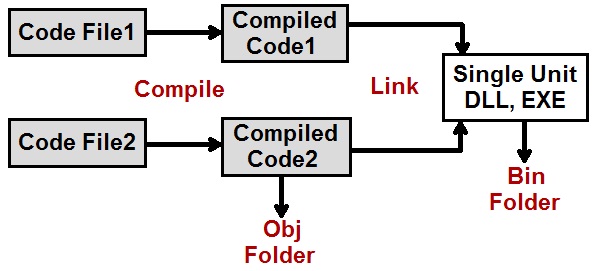 Code File1
Compiled
Code1
Compile
Link
Single Unit
DLL, EXE
Code File2
Compiled
Code2
Bin
Folder
Obj
Folder